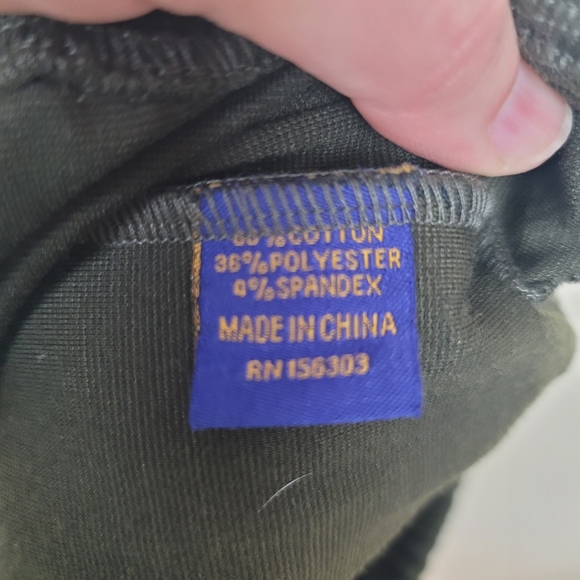 60%COTTON
36%POLYESTER
4%SPANDEX
MADE IN CHINA
RN 156303